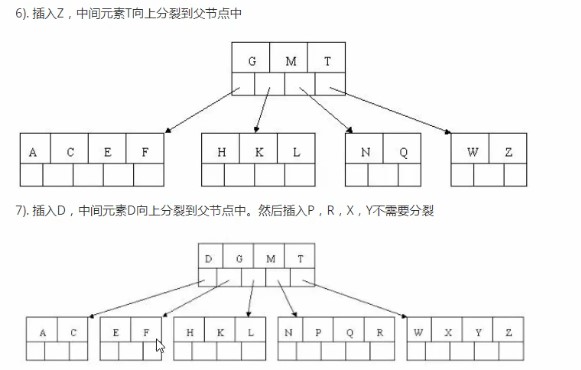 6). 插入Z，中间元素T向上分裂到父节点中
G M T
A C E F H K L N Q W Z
7). 插入D，中间元素D向上分裂到父节点中。然后插入P，R，X，Y不需要分裂
D G M T
A C E F H K L N P Q R W X Y Z